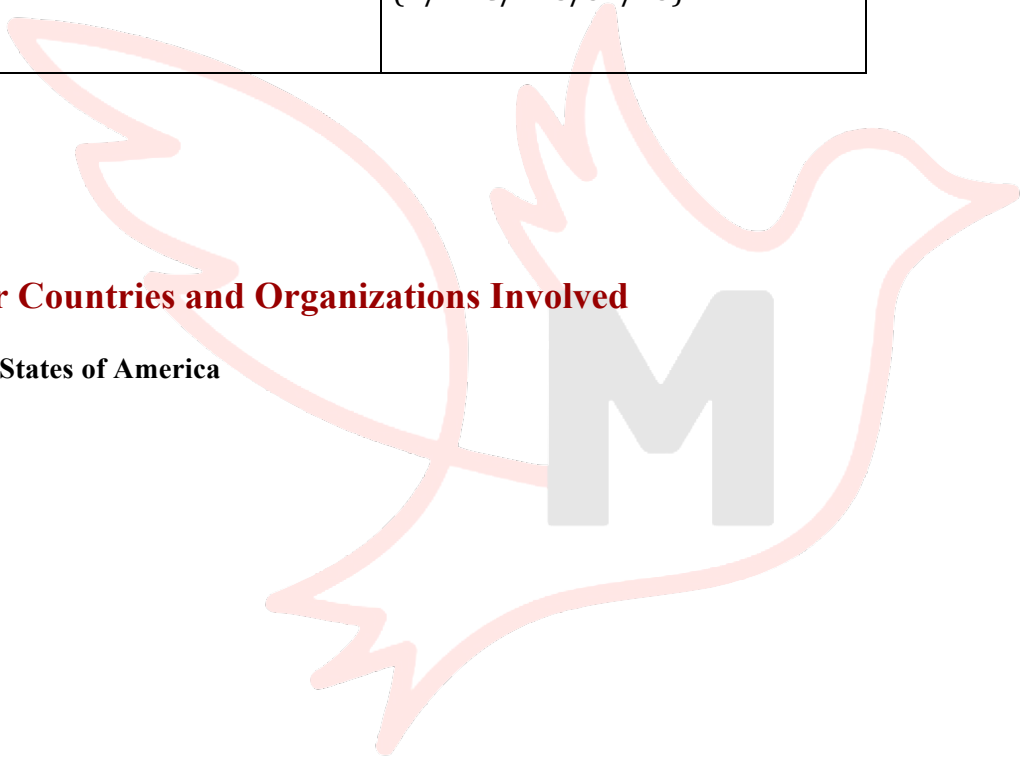 r Countries and Organizations Involved
States of America
M